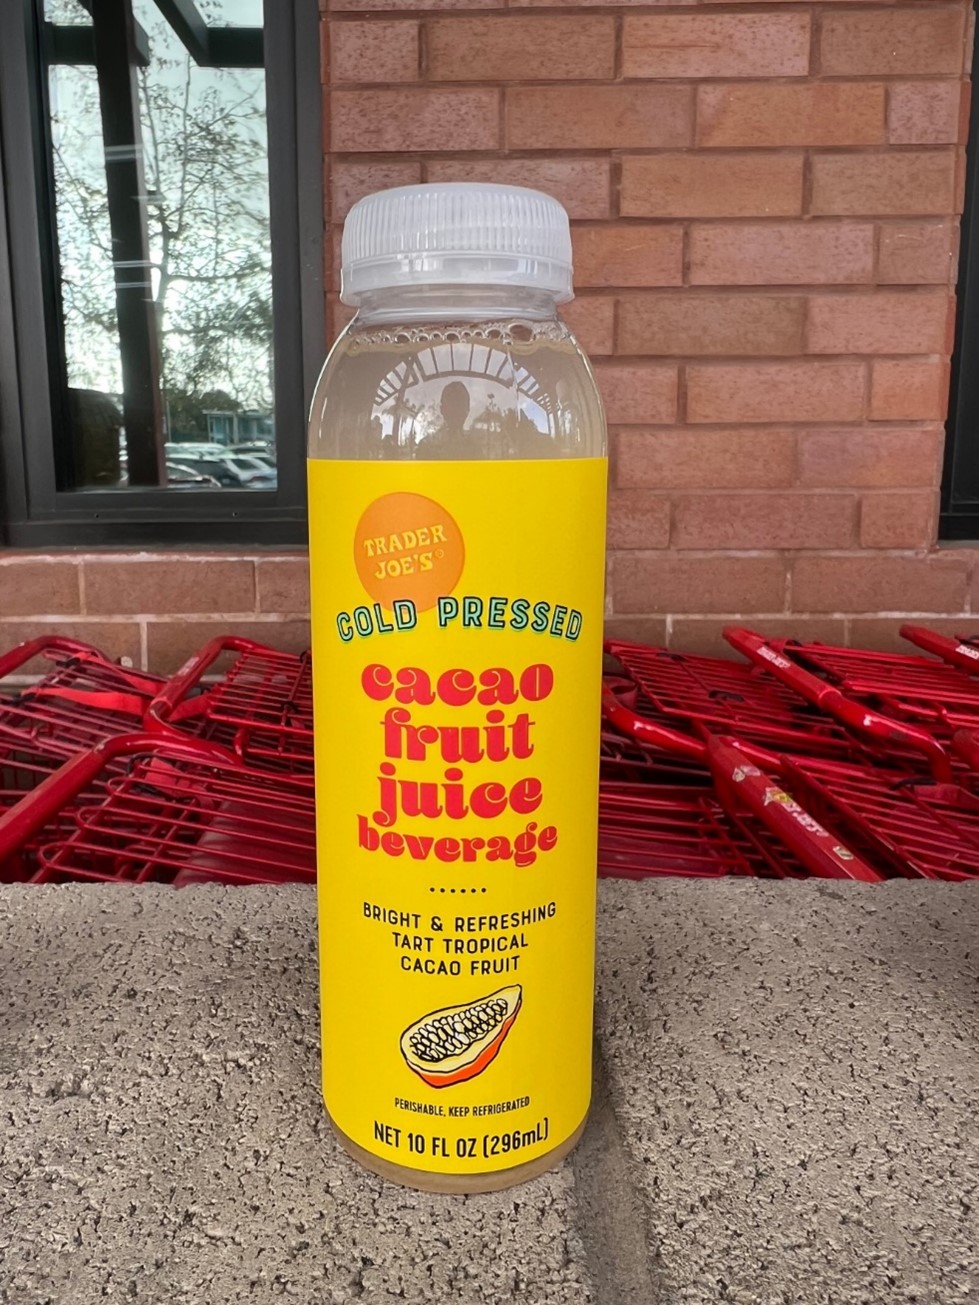 TRADER
JOE'S®
COLD PRESSED
cacao
fruit
juice
beverage
BRIGHT & REFRESHING
TART TROPICAL
CACAO FRUIT
PERISHABLE, KEEP REFRIGERATED
NET 10 FL OZ (296mL)